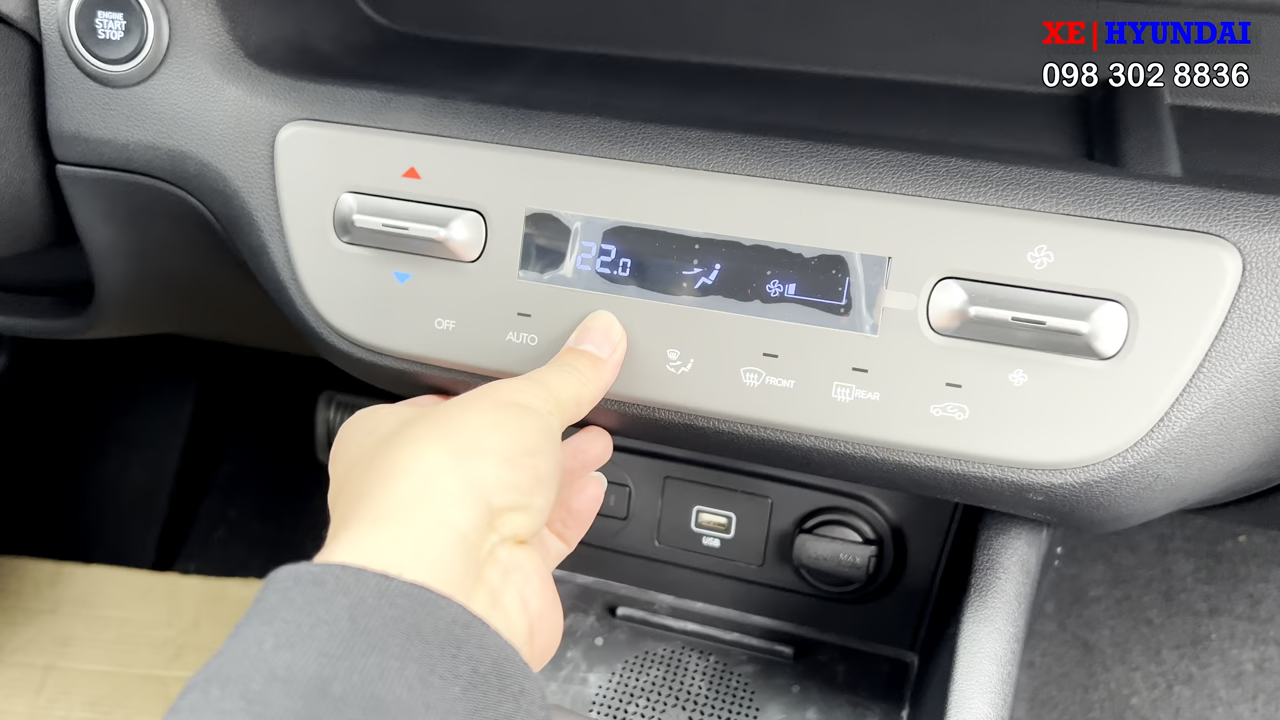 ENGINE
START
STOP
XE | HYUNDAI
098 302 8836
22.0
OFF
AUTO
FRONT
REAR
USB
MAX